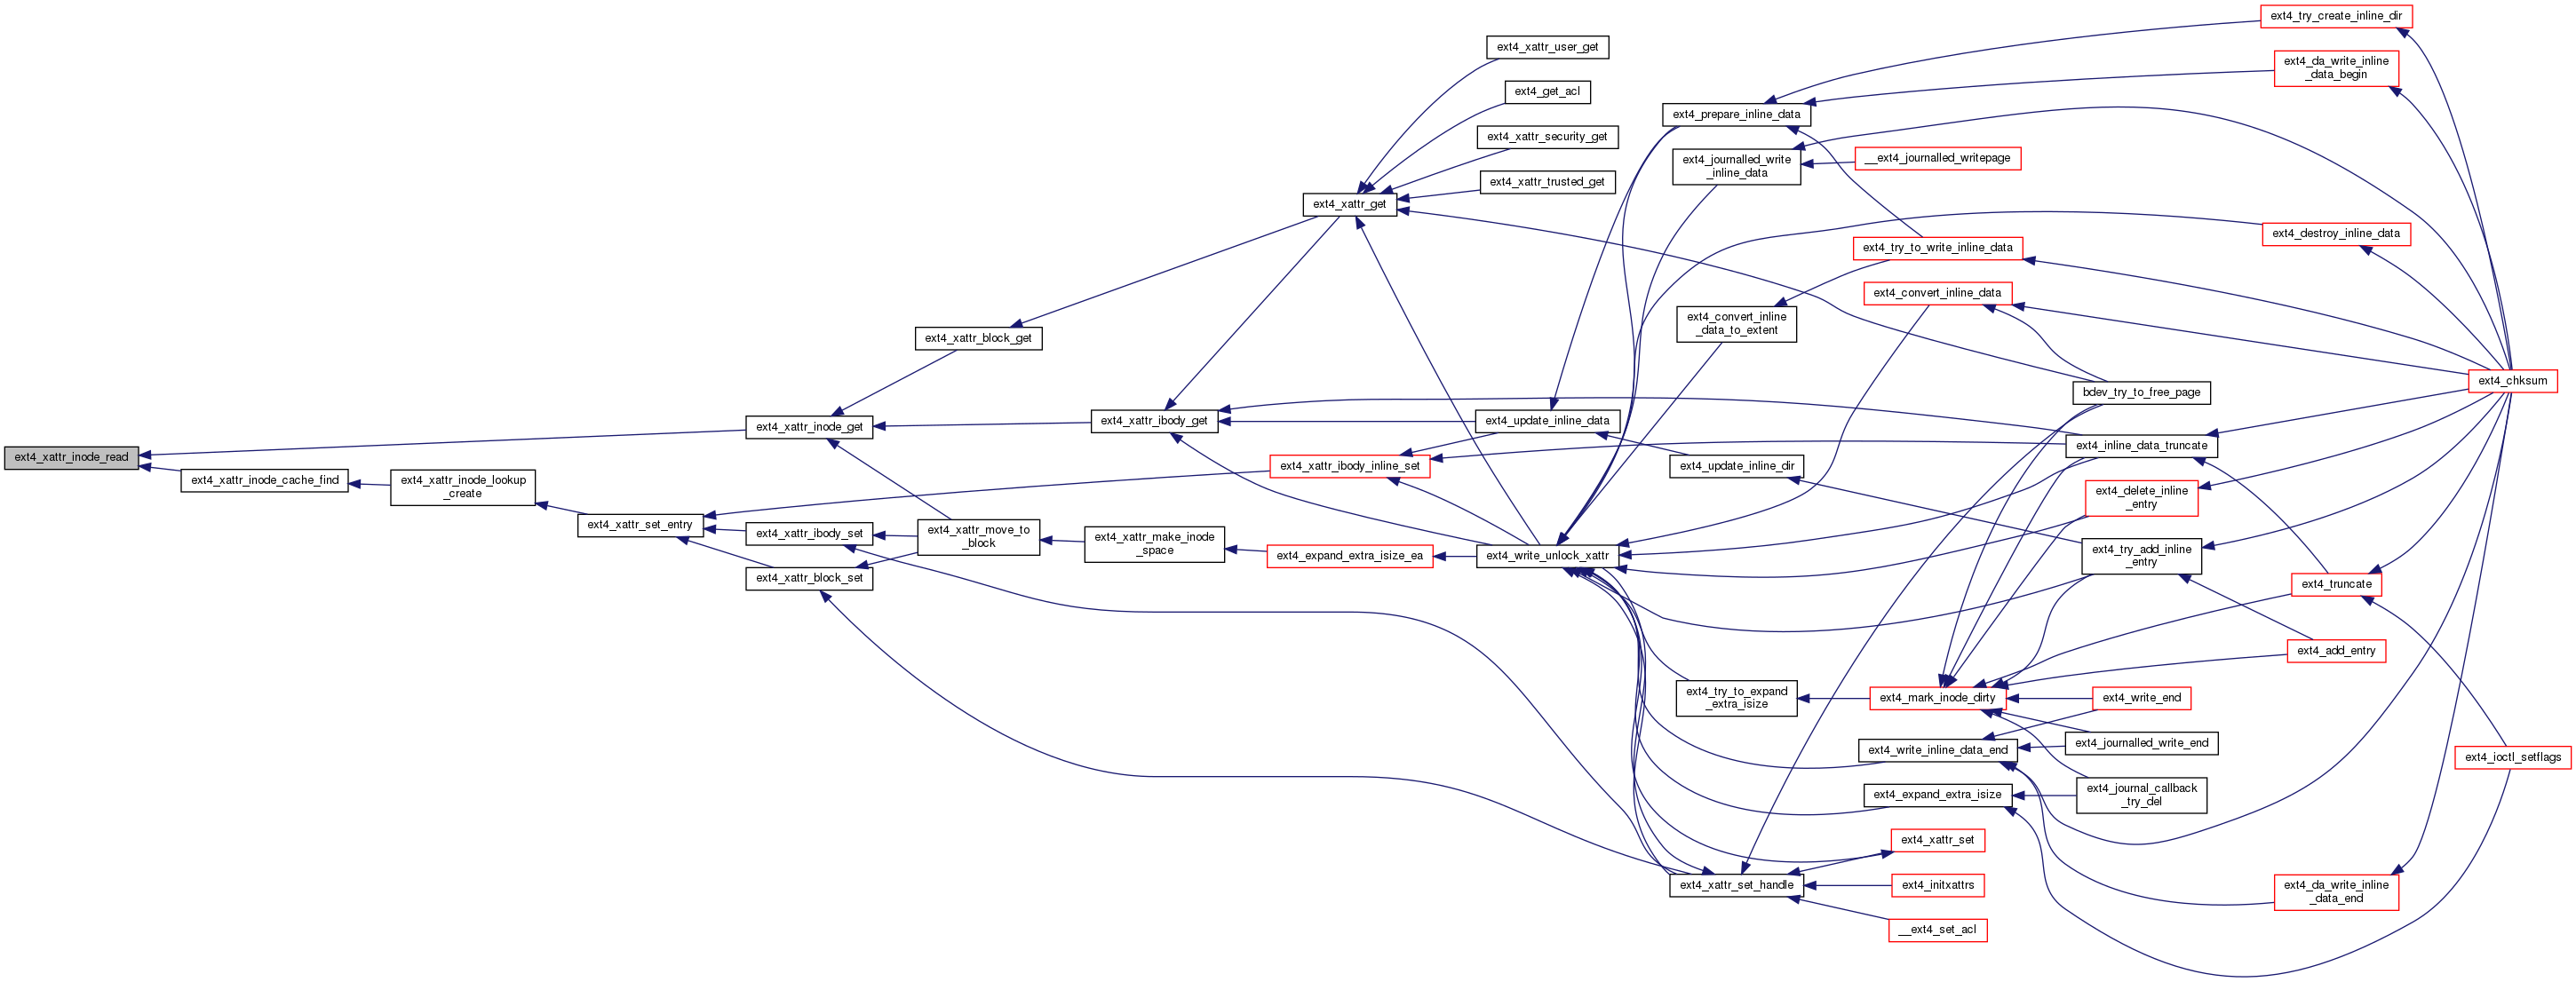 ext4_xattr_inode_read
ext4_xattr_inode_cache_find
ext4_xattr_inode_lookup
_create
ext4_xattr_set_entry
ext4_xattr_inode_get
ext4_xattr_ibody_set
ext4_xattr_block_set
ext4_xattr_block_get
ext4_xattr_move_to
_block
ext4_xattr_ibody_get
ext4_xattr_make_inode
_space
ext4_xattr_get
ext4_xattr_ibody_inline_set
ext4_expand_extra_isize_ea
ext4_xattr_user_get
ext4_get_acl
ext4_xattr_security_get
ext4_xattr_trusted_get
ext4_update_inline_data
ext4_write_unlock_xattr
ext4_prepare_inline_data
ext4_journalled_write
_inline_data
ext4_convert_inline
_data_to_extent
ext4_update_inline_dir
ext4_try_to_expand
_extra_isize
ext4_xattr_set_handle
__ext4_journalled_writepage
ext4_try_to_write_inline_data
ext4_convert_inline_data
ext4_mark_inode_dirty
ext4_write_inline_data_end
ext4_expand_extra_isize
ext4_xattr_set
ext4_initxattrs
__ext4_set_acl
bdev_try_to_free_page
ext4_inline_data_truncate
ext4_delete_inline
_entry
ext4_try_add_inline
_entry
ext4_write_end
ext4_journalled_write_end
ext4_journal_callback
_try_del
ext4_try_create_inline_dir
ext4_da_write_inline
_data_begin
ext4_destroy_inline_data
ext4_truncate
ext4_add_entry
ext4_da_write_inline
_data_end
ext4_chksum
ext4_ioctl_setflags